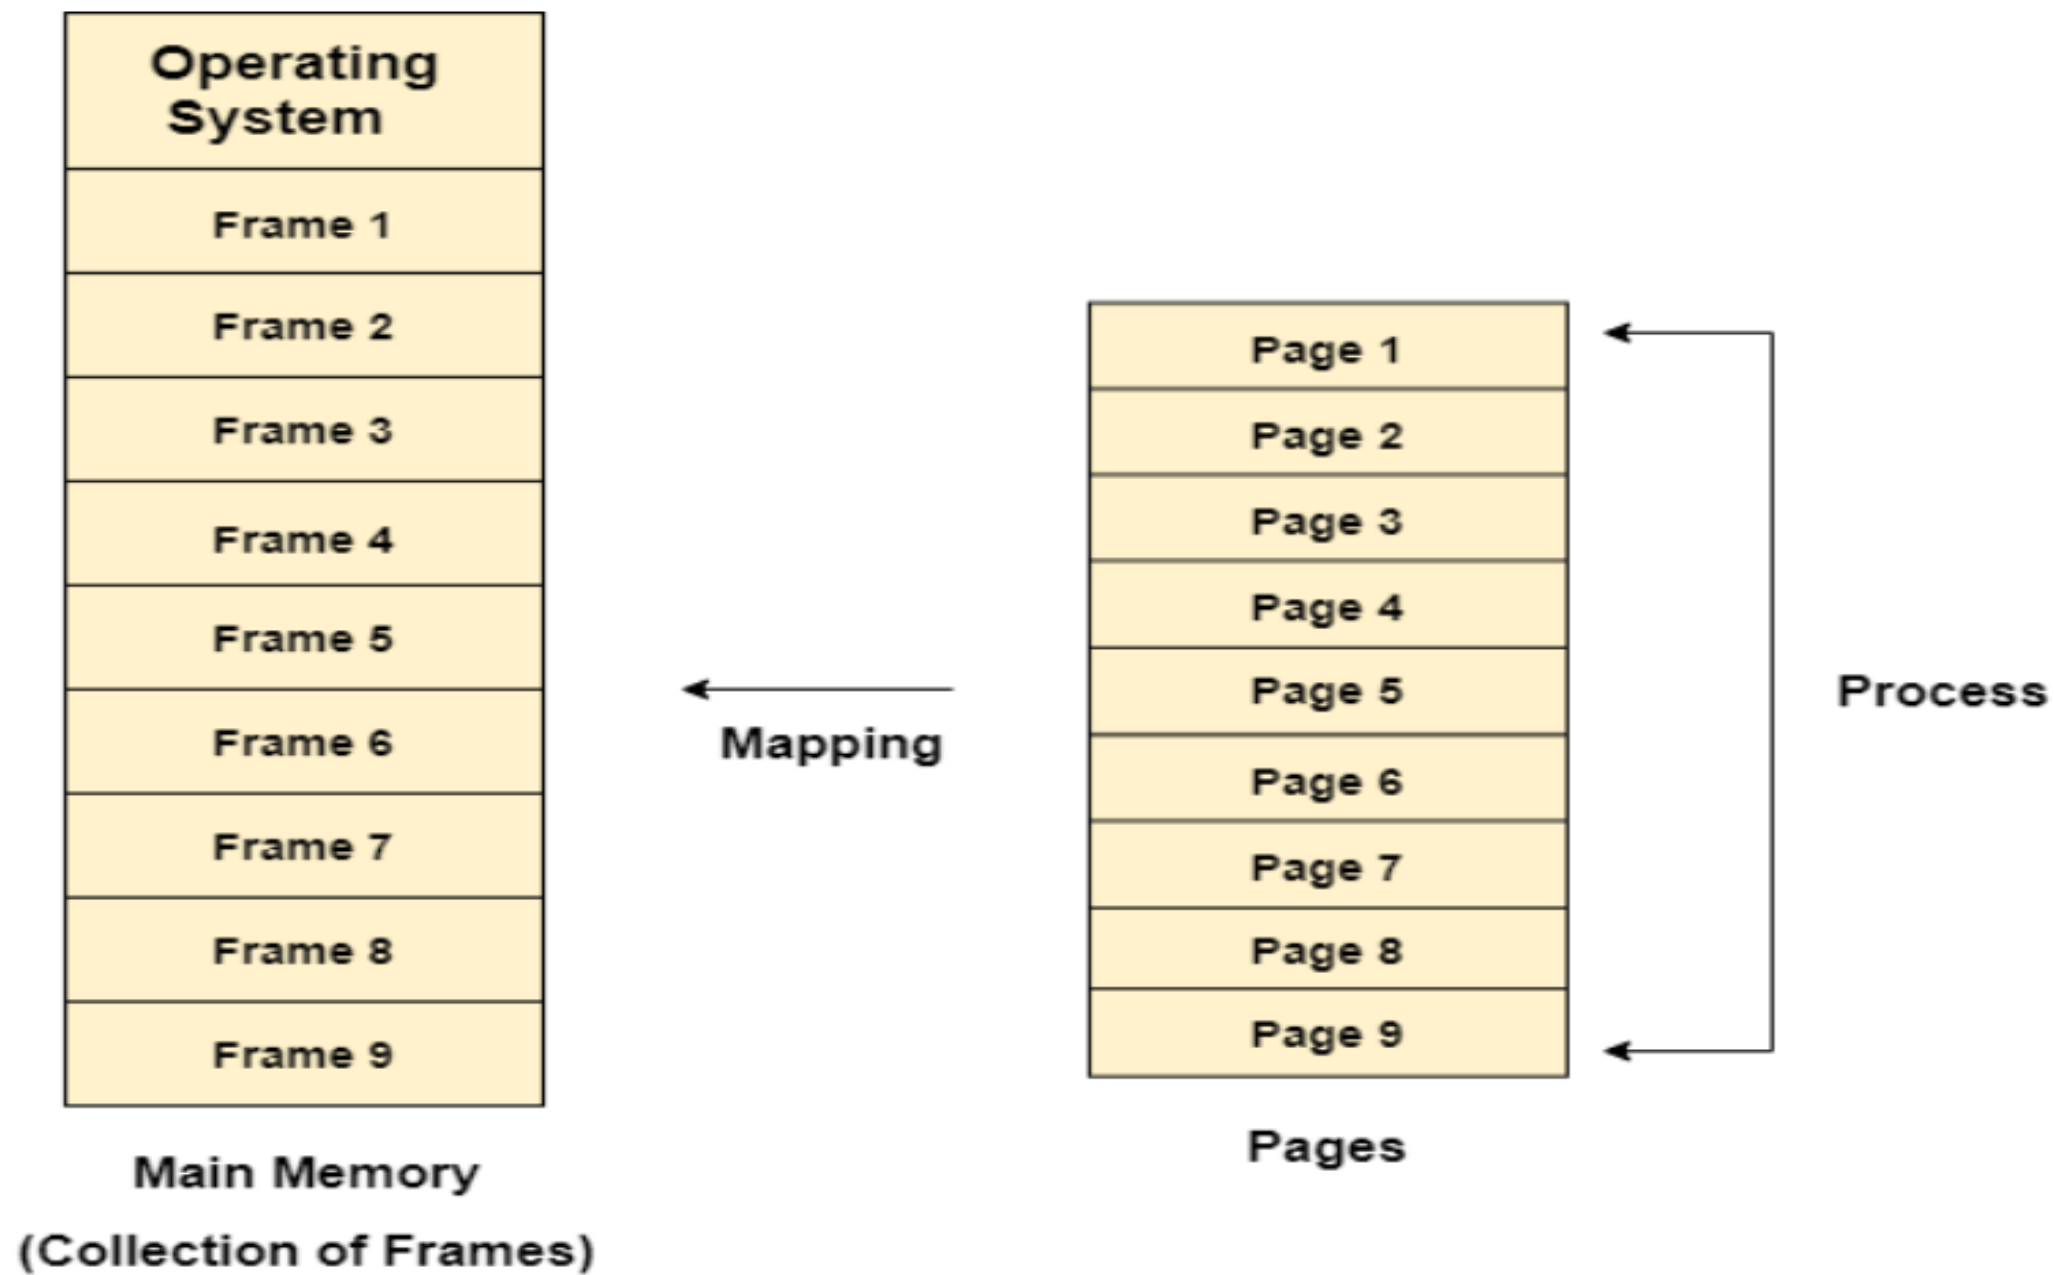 Operating
System
Frame 1
Frame 2
Frame 3
Frame 4
Frame 5
Frame 6
Frame 7
Frame 8
Frame 9
Main Memory
(Collection of Frames)
Mapping
Page 1
Page 2
Page 3
Page 4
Page 5
Page 6
Page 7
Page 8
Page 9
Pages
Process